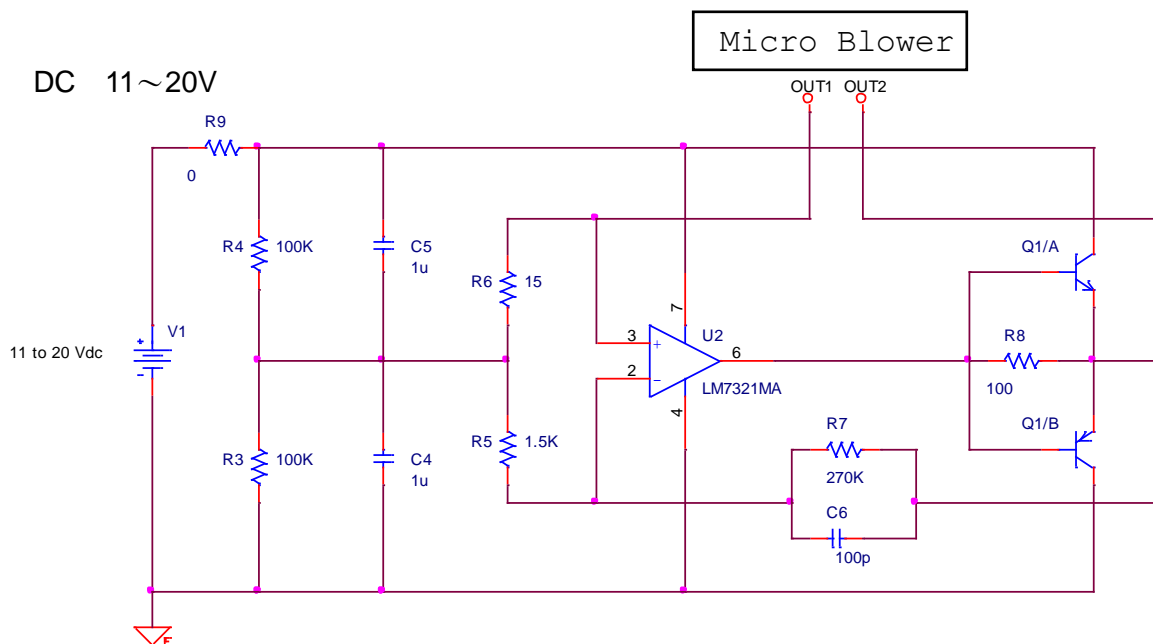 Micro Blower
DC 11～20V
OUT1 OUT2
R9
0
R4 100K
C5
1u
R6 15
Q1/A
7
V1
+
-
11 to 20 Vdc
3
+
U2
6
R8
100
2
-
LM7321MA
4
R3 100K
C4
1u
R5 1.5K
R7
270K
Q1/B
C6
100p